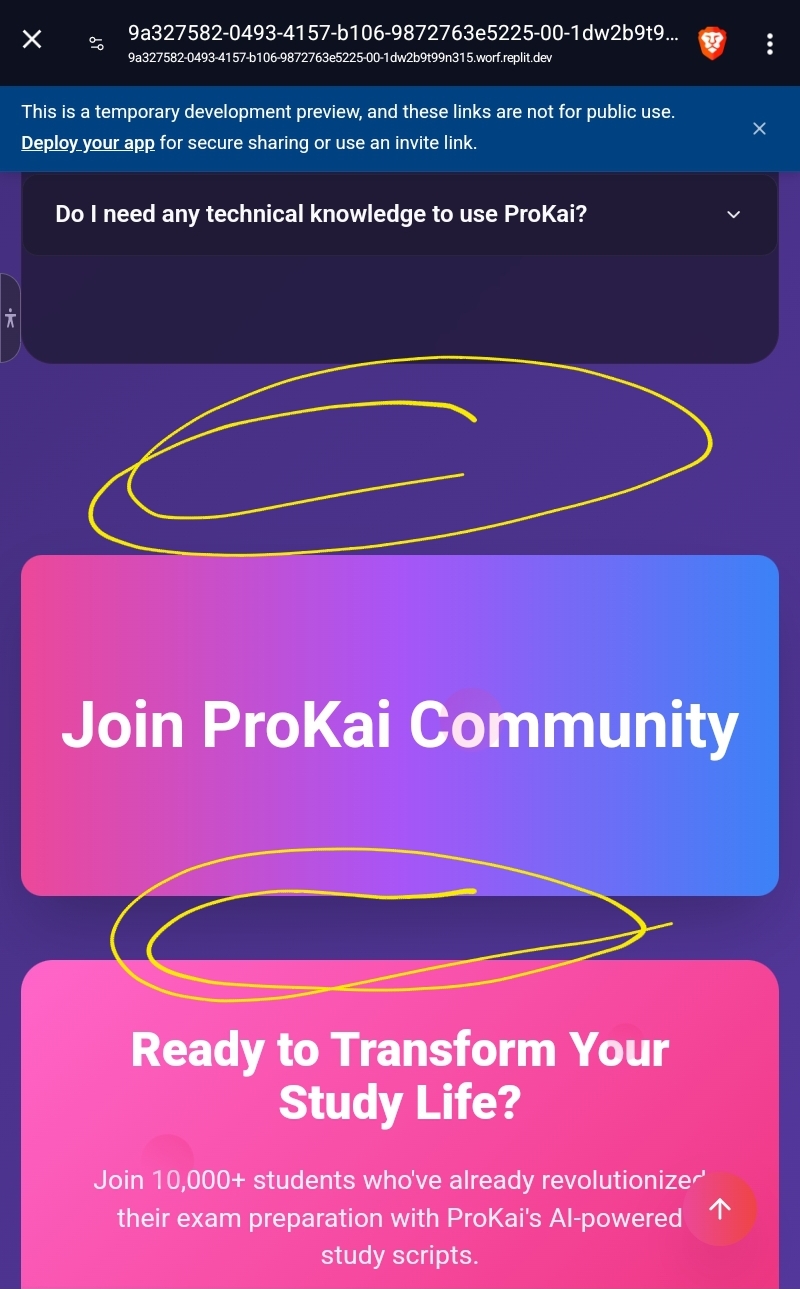 9a327582-0493-4157-b106-9872763e5225-00-1dw2b9t9...
9a327582-0493-4157-b106-9872763e5225-00-1dw2b9t99n315.worf.replit.dev
This is a temporary development preview, and these links are not for public use.
Deploy your app for secure sharing or use an invite link.
Do I need any technical knowledge to use ProKai?
Join ProKai Community
Ready to Transform Your
Study Life?
Join 10,000+ students who've already revolutionized
their exam preparation with ProKai's AI-powered
study scripts.